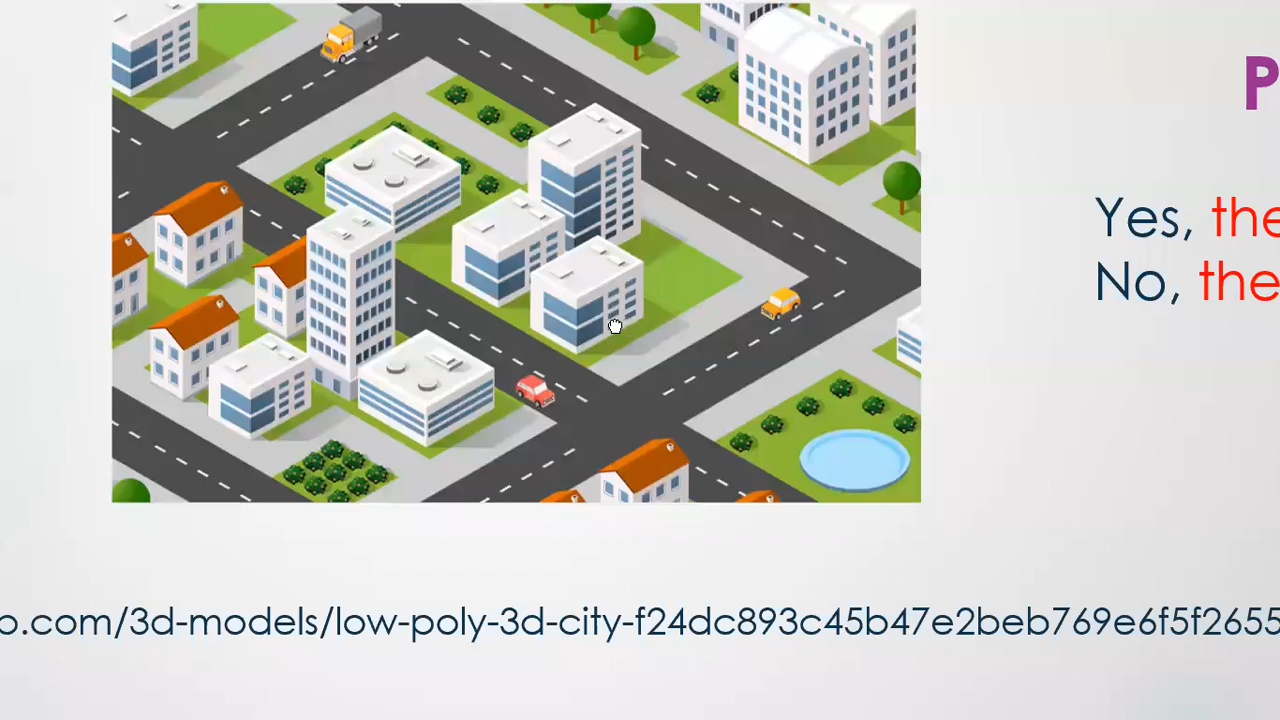 P
Yes, the
No, the
b.com/3d-models/low-poly-3d-city-f24dc893c45b47e2beb769e6f5f2655